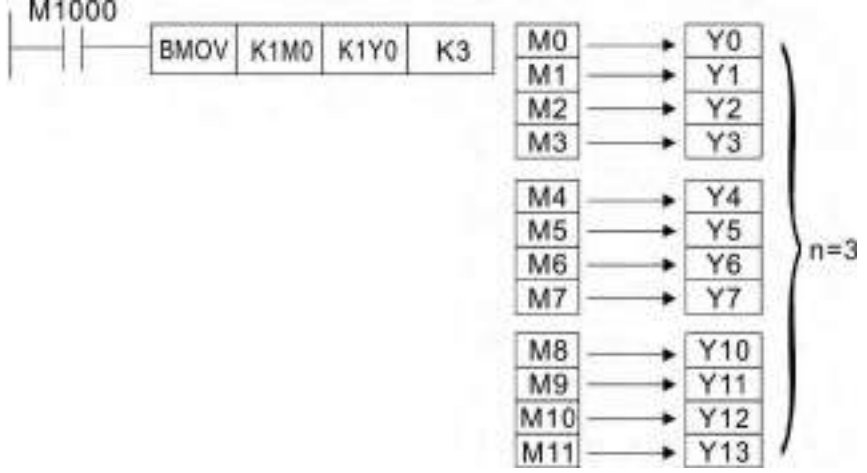 M1000
BMOV K1M0 K1Y0 K3
M0 Y0
M1 Y1
M2 Y2
M3 Y3
M4 Y4
M5 Y5
M6 Y6
M7 Y7
n=3
M8 Y10
M9 Y11
M10 Y12
M11 Y13